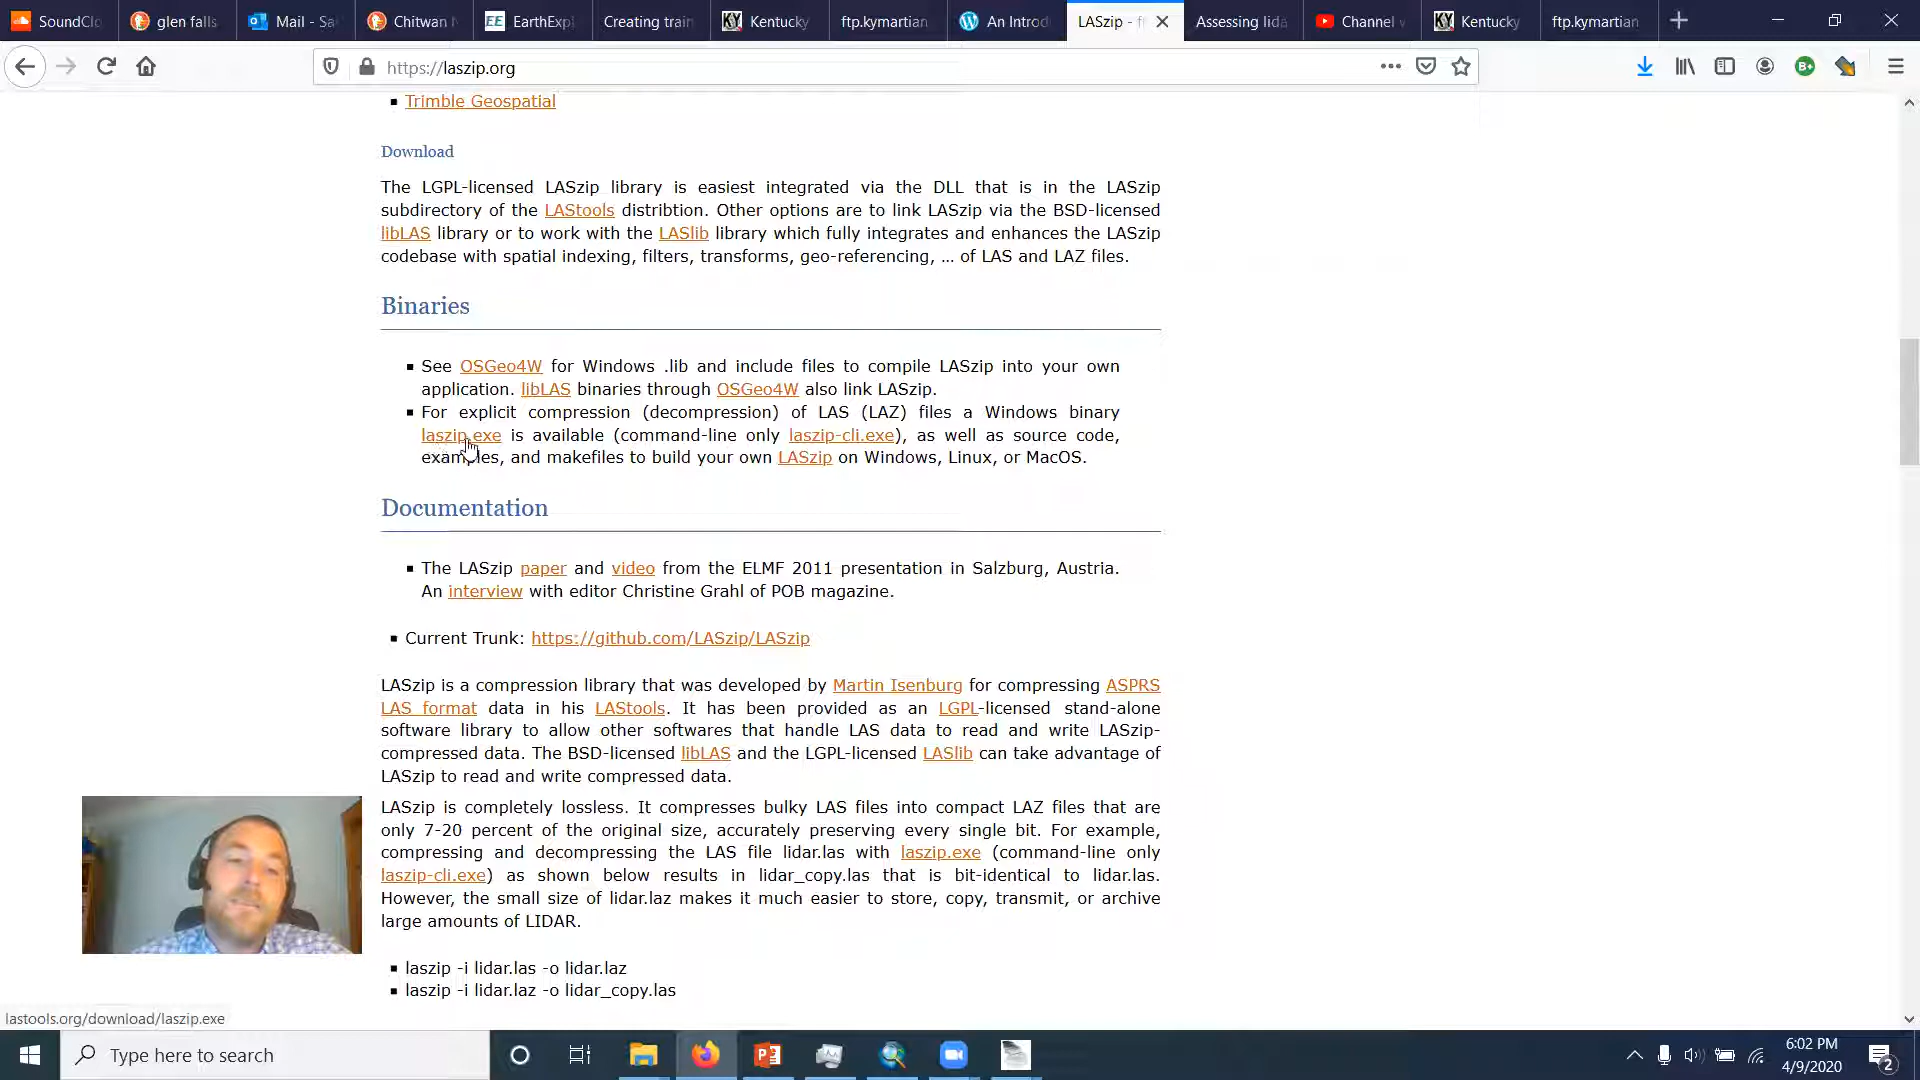 SoundClo
glen falls
Mail - Sa
Chitwan N
EE EarthExpl
Creating train
KY Kentucky
ftp.kymartian
An Introd
LASzip - f
Assessing lida
Channel v
KY Kentucky
ftp.kymartian
https://laszip.org
Trimble Geospatial
Download
The LGPL-licensed LASzip library is easiest integrated via the DLL that is in the LASzip
subdirectory of the LAStools distribtion. Other options are to link LASzip via the BSD-licensed
libLAS library or to work with the LASlib library which fully integrates and enhances the LASzip
codebase with spatial indexing, filters, transforms, geo-referencing, … of LAS and LAZ files.
Binaries
See OSGeo4W for Windows .lib and include files to compile LASzip into your own
application. libLAS binaries through OSGeo4W also link LASzip.
For explicit compression (decompression) of LAS (LAZ) files a Windows binary
laszip.exe is available (command-line only laszip-cli.exe), as well as source code,
examples, and makefiles to build your own LASzip on Windows, Linux, or MacOS.
Documentation
The LASzip paper and video from the ELMF 2011 presentation in Salzburg, Austria.
An interview with editor Christine Grahl of POB magazine.
Current Trunk: https://github.com/LASzip/LASzip
LASzip is a compression library that was developed by Martin Isenburg for compressing ASPRS
LAS format data in his LAStools. It has been provided as an LGPL-licensed stand-alone
software library to allow other softwares that handle LAS data to read and write LASzip-
compressed data. The BSD-licensed libLAS and the LGPL-licensed LASlib can take advantage of
LASzip to read and write compressed data.
LASzip is completely lossless. It compresses bulky LAS files into compact LAZ files that are
only 7-20 percent of the original size, accurately preserving every single bit. For example,
compressing and decompressing the LAS file lidar.las with laszip.exe (command-line only
laszip-cli.exe) as shown below results in lidar_copy.las that is bit-identical to lidar.las.
However, the small size of lidar.laz makes it much easier to store, copy, transmit, or archive
large amounts of LIDAR.
laszip -i lidar.las -o lidar.laz
laszip -i lidar.laz -o lidar_copy.las
lastools.org/download/laszip.exe
Type here to search
6:02 PM
4/9/2020
2